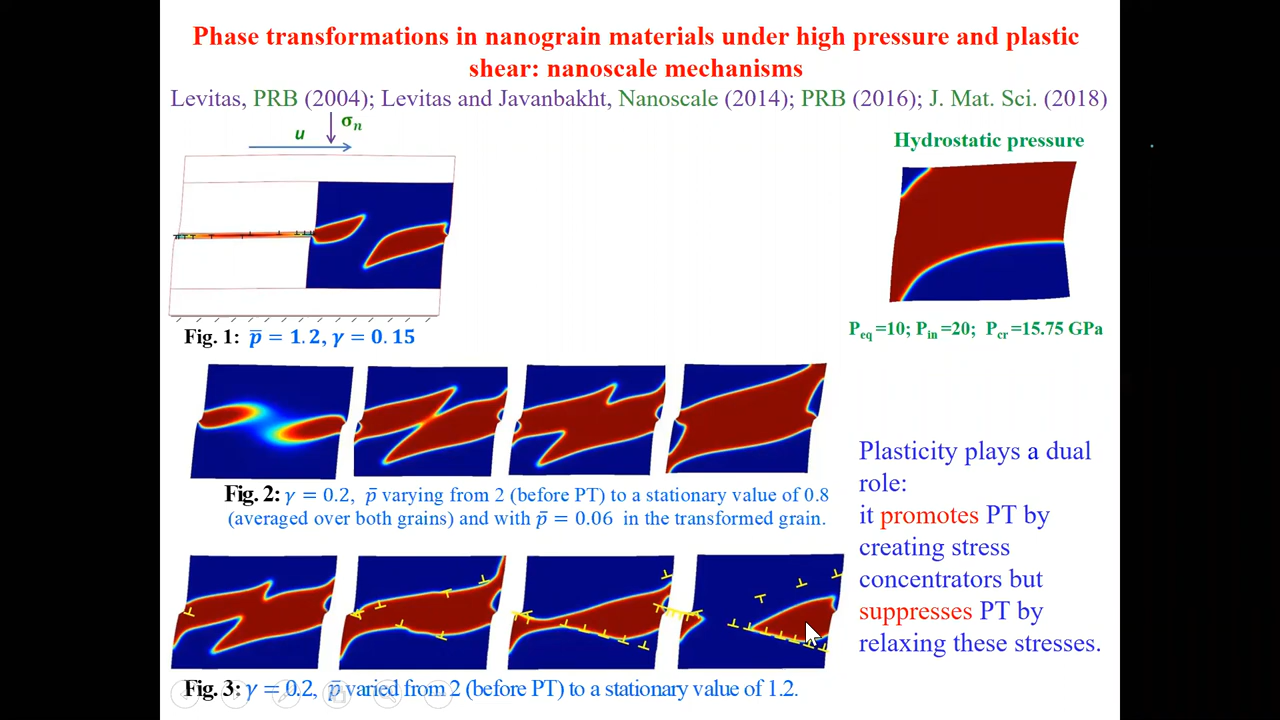 Phase transformations in nanograin materials under high pressure and plastic
shear: nanoscale mechanisms
Levitas, PRB (2004); Levitas and Javanbakht, Nanoscale (2014); PRB (2016); J. Mat. Sci. (2018)
u
σn
Hydrostatic pressure
Fig. 1: p̅ = 1.2, γ = 0.15
Peq =10; Pin =20; Pcr =15.75 GPa
Fig. 2: γ = 0.2, p̅ varying from 2 (before PT) to a stationary value of 0.8
(averaged over both grains) and with p̅ = 0.06 in the transformed grain.
Plasticity plays a dual
role:
it promotes PT by
creating stress
concentrators but
suppresses PT by
relaxing these stresses.
Fig. 3: γ = 0.2, p̅ varied from 2 (before PT) to a stationary value of 1.2.